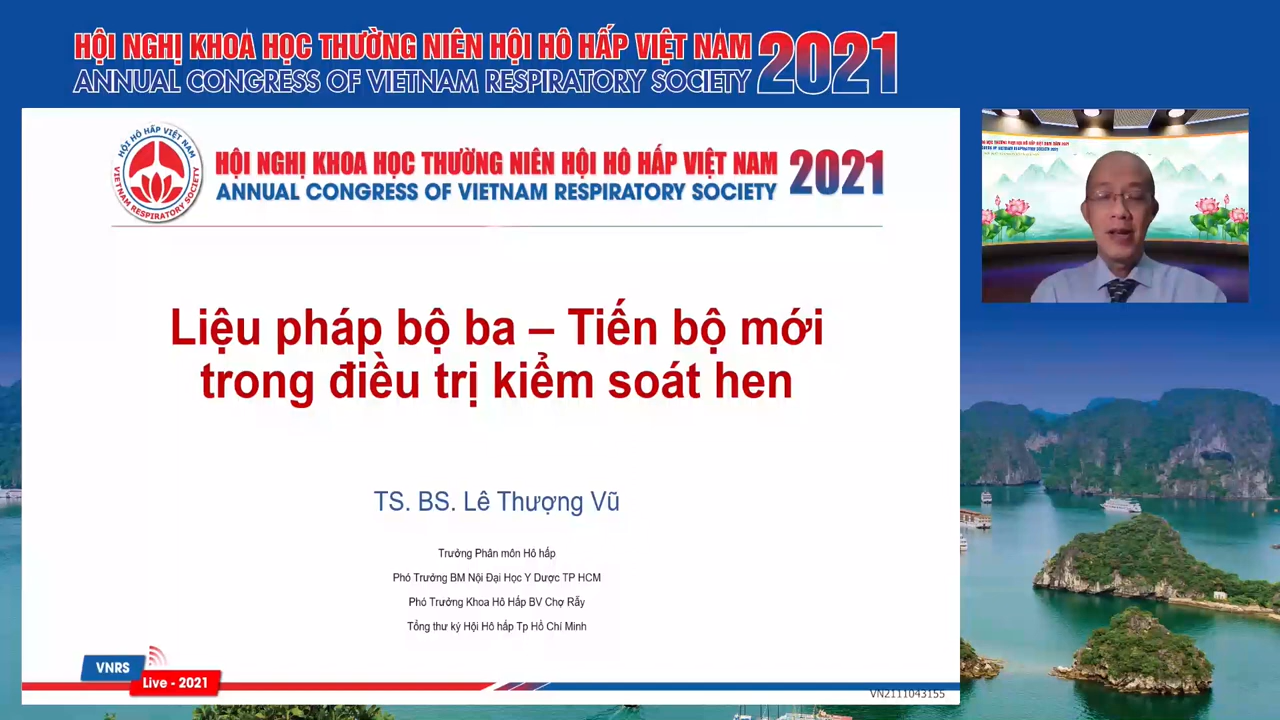 HỘI NGHỊ KHOA HỌC THƯỜNG NIÊN HỘI HÔ HẤP VIỆT NAM 2021
ANNUAL CONGRESS OF VIETNAM RESPIRATORY SOCIETY
HỘI HÔ HẤP VIỆT NAM
VIETNAM RESPIRATORY SOCIETY
HỘI NGHỊ KHOA HỌC THƯỜNG NIÊN HỘI HÔ HẤP VIỆT NAM 2021
ANNUAL CONGRESS OF VIETNAM RESPIRATORY SOCIETY
Liệu pháp bộ ba – Tiến bộ mới
trong điều trị kiểm soát hen
TS. BS. Lê Thượng Vũ
Trưởng Phân môn Hô hấp
Phó Trưởng BM Nội Đại Học Y Dược TP HCM
Phó Trưởng Khoa Hô Hấp BV Chợ Rẫy
Tổng thư ký Hội Hô hấp Tp Hồ Chí Minh
VNRS
Live - 2021
VN2111043155